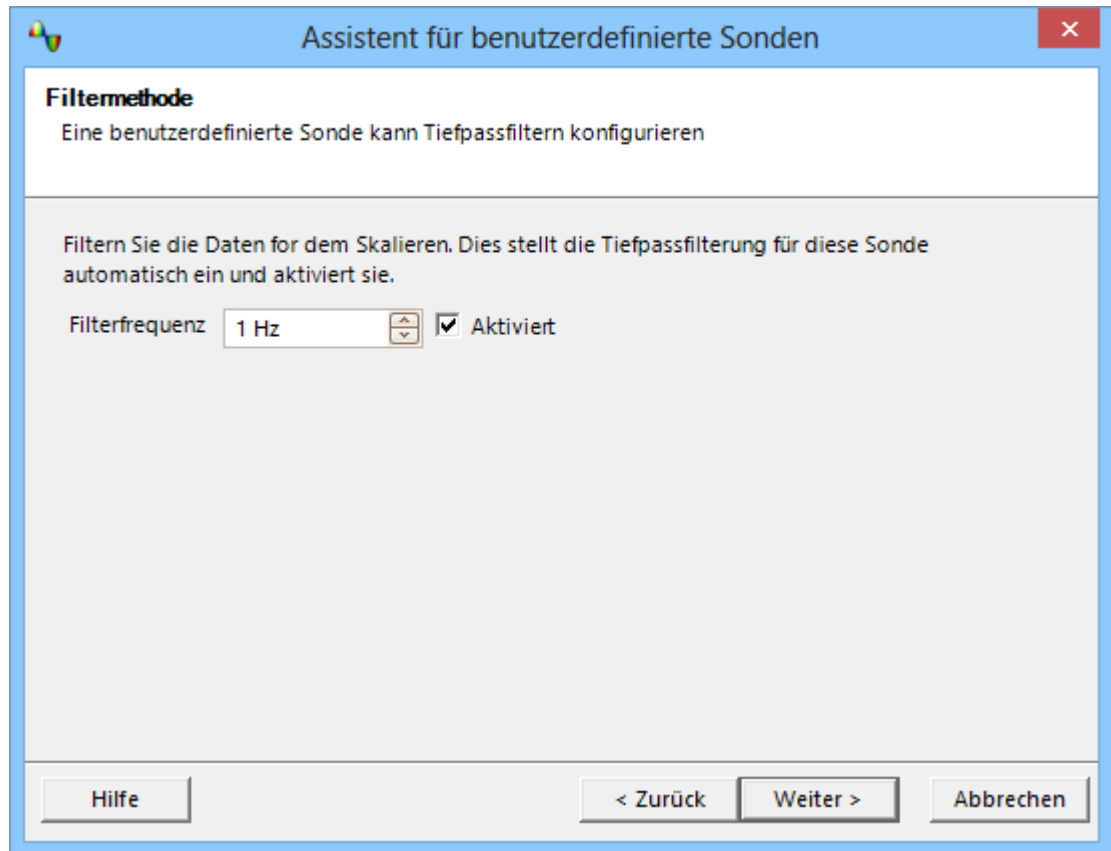 Assistent für benutzerdefinierte Sonden
Filtermethode
Eine benutzerdefinierte Sonde kann Tiefpassfiltern konfigurieren
Filtern Sie die Daten for dem Skalieren. Dies stellt die Tiefpassfilterung für diese Sonde
automatisch ein und aktiviert sie.
Filterfrequenz 1 Hz Aktiviert
Hilfe < Zurück Weiter > Abbrechen